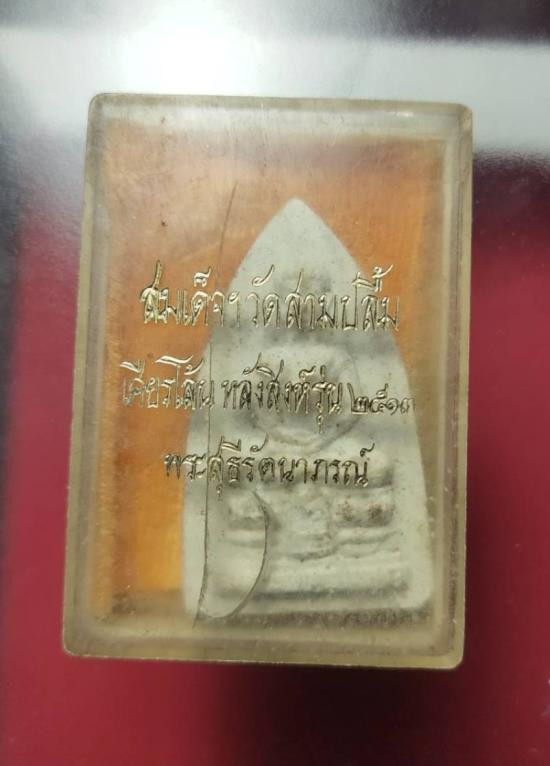 สมเด็จฯ วัดสามปลื้ม
เศียรโล้น หลังสิงห์รุ่น ๒๕๑๓
พระสุธีรัตนาภรณ์